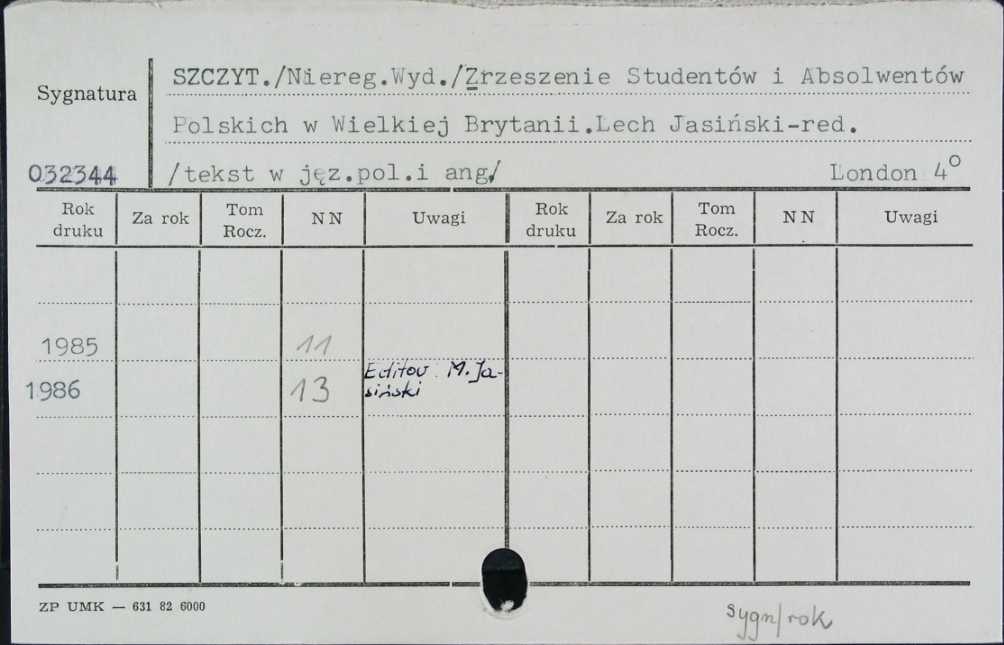 Sygnatura
SZCZYT./Niereg.Wyd./Zrzeszenie Studentów i Absolwentów
Polskich w Wielkiej Brytanii.Lech Jasiński-red.
032344 /tekst w jęz.pol.i ang/ London 4°
Rok druku Za rok Tom Rocz. NN Uwagi Rok druku Za rok Tom Rocz. NN Uwagi
1985 11
1986 13 Editor: M. Ja-
siński
ZP UMK — 631 82 6000
sygn/rok